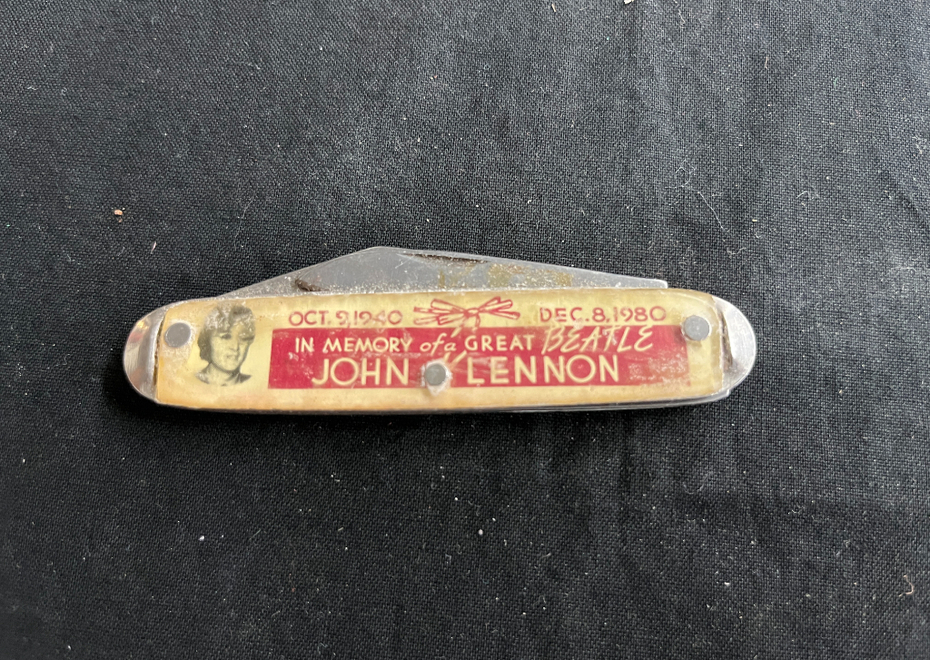 OCT. 9, 1940 DEC. 8, 1980
IN MEMORY of a GREAT BEATLE
JOHN LENNON